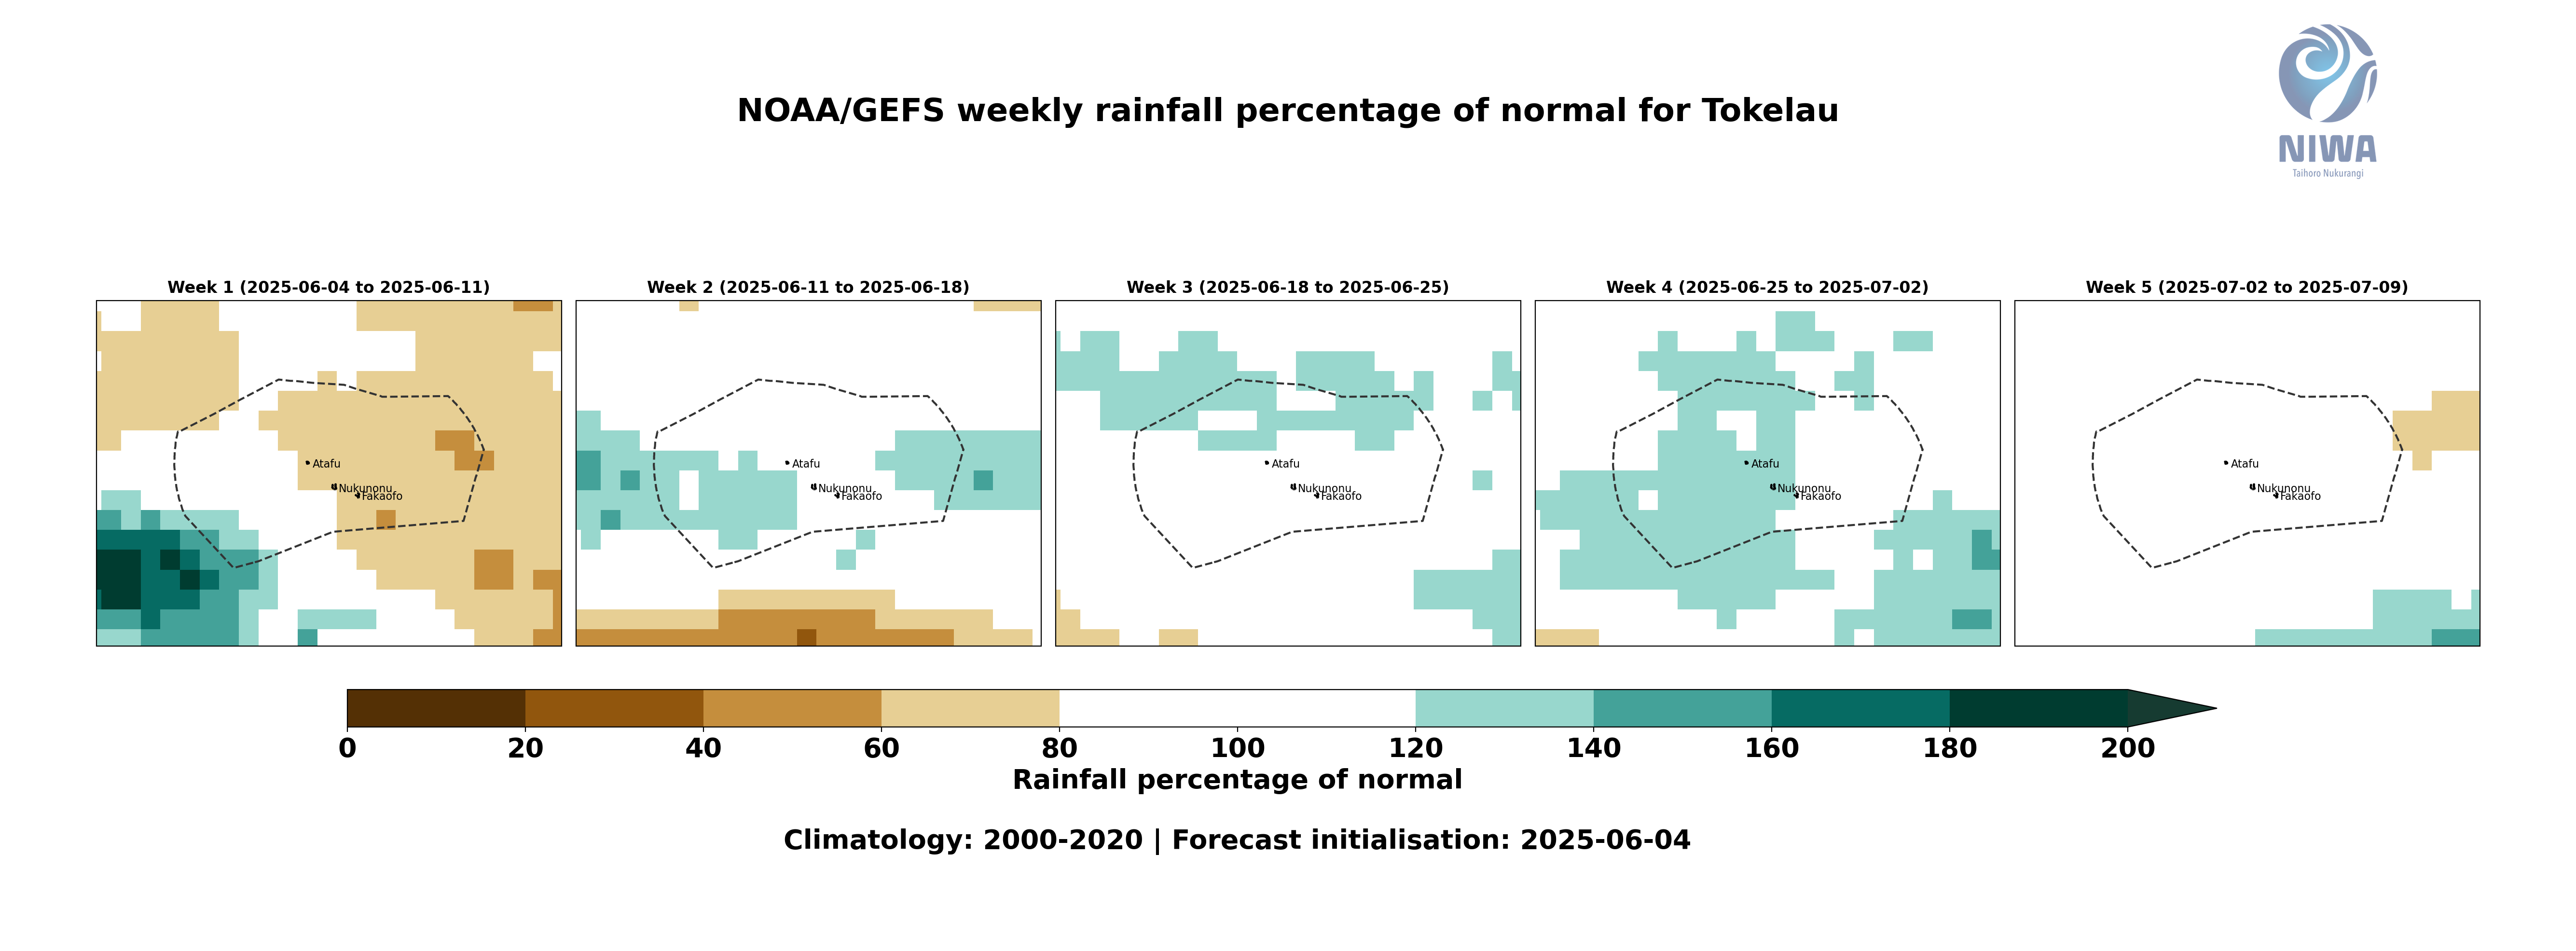 NOAA/GEFS weekly rainfall percentage of normal for Tokelau
NIWA
Taihoro Nukurangi
Week 1 (2025-06-04 to 2025-06-11)
Week 2 (2025-06-11 to 2025-06-18)
Week 3 (2025-06-18 to 2025-06-25)
Week 4 (2025-06-25 to 2025-07-02)
Week 5 (2025-07-02 to 2025-07-09)
Atafu
Nukunonu
Fakaofo
Atafu
Nukunonu
Fakaofo
Atafu
Nukunonu
Fakaofo
Atafu
Nukunonu
Fakaofo
Atafu
Nukunonu
Fakaofo
0 20 40 60 80 100 120 140 160 180 200
Rainfall percentage of normal
Climatology: 2000-2020 | Forecast initialisation: 2025-06-04